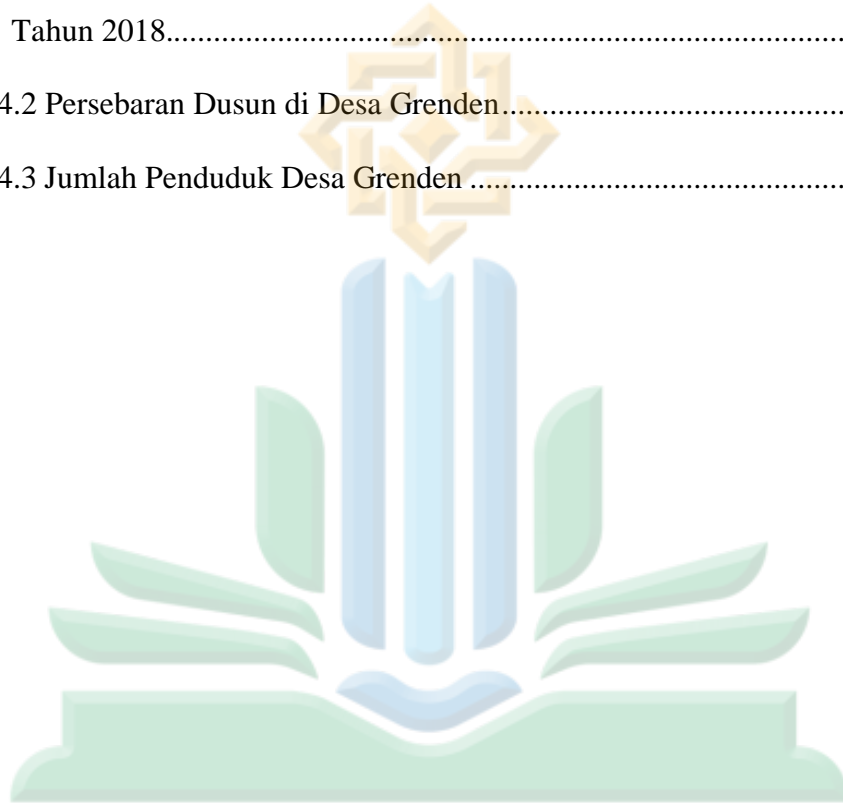 Tahun 2018................................................................................
4.2 Persebaran Dusun di Desa Grenden...........................................
4.3 Jumlah Penduduk Desa Grenden ...............................................